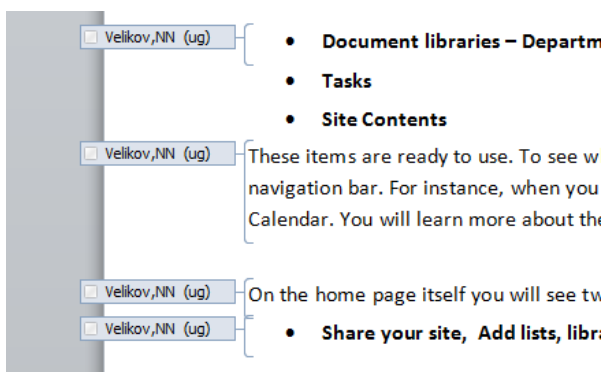 Velikov,NN (ug) • Document libraries – Departm
• Tasks
• Site Contents
Velikov,NN (ug) These items are ready to use. To see w
navigation bar. For instance, when you
Calendar. You will learn more about the
Velikov,NN (ug) On the home page itself you will see tw
Velikov,NN (ug) • Share your site, Add lists, libra